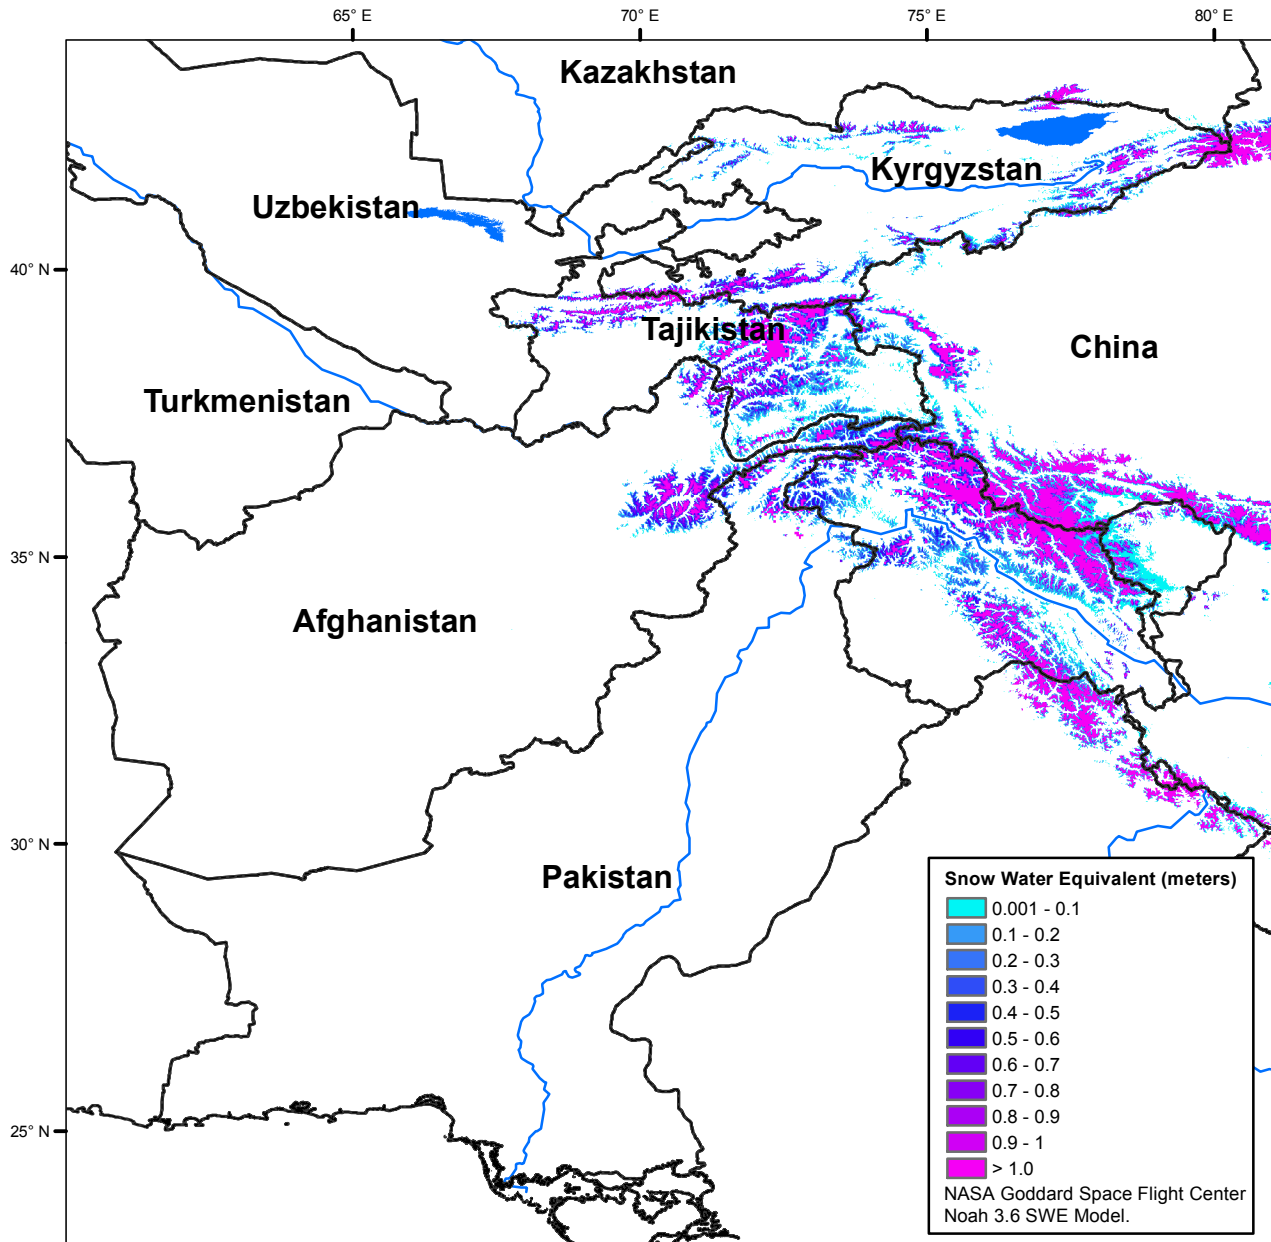 65° E
70° E
75° E
80° E
Kazakhstan
Kyrgyzstan
Uzbekistan
40° N
Tajikistan
China
Turkmenistan
35° N
Afghanistan
30° N
Pakistan
25° N
Snow Water Equivalent (meters)
0.001 - 0.1
0.1 - 0.2
0.2 - 0.3
0.3 - 0.4
0.4 - 0.5
0.5 - 0.6
0.6 - 0.7
0.7 - 0.8
0.8 - 0.9
0.9 - 1
> 1.0
NASA Goddard Space Flight Center
Noah 3.6 SWE Model.